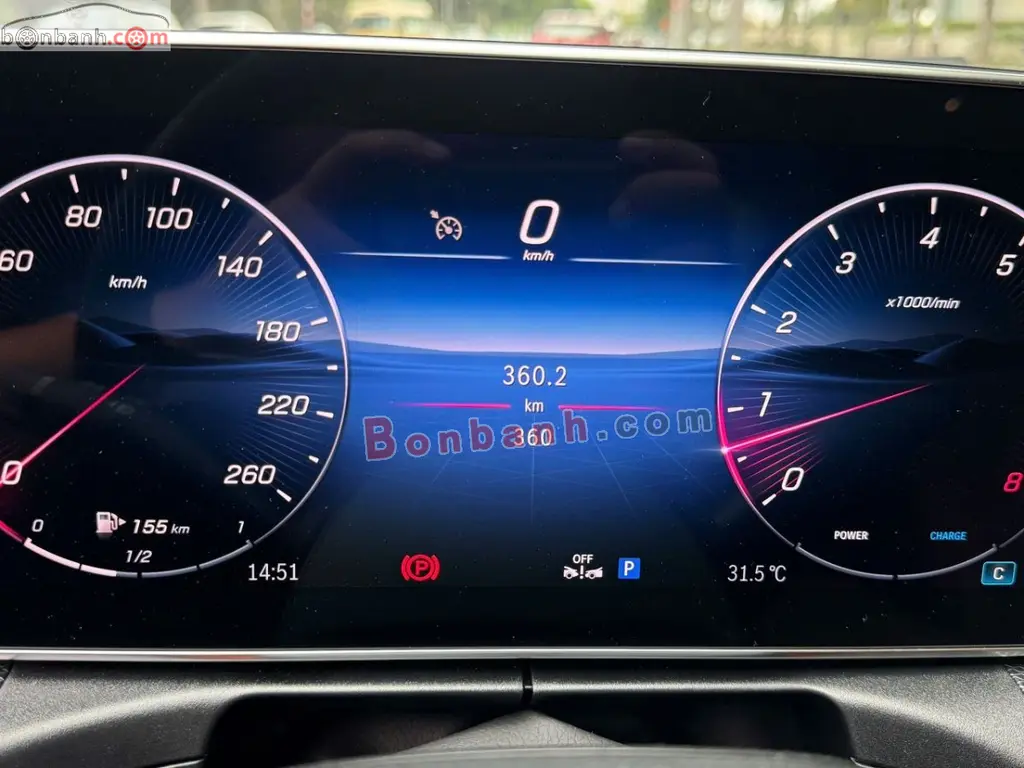 bonbanh.com
0
km/h
60
80
100
140
180
220
260
0
km/h
0
155 km
1
1/2
14:51
360.2
km
360
Bonbanh.com
P
OFF
P
31.5 °C
0
1
2
3
4
5
8
x1000/min
POWER
CHARGE
C